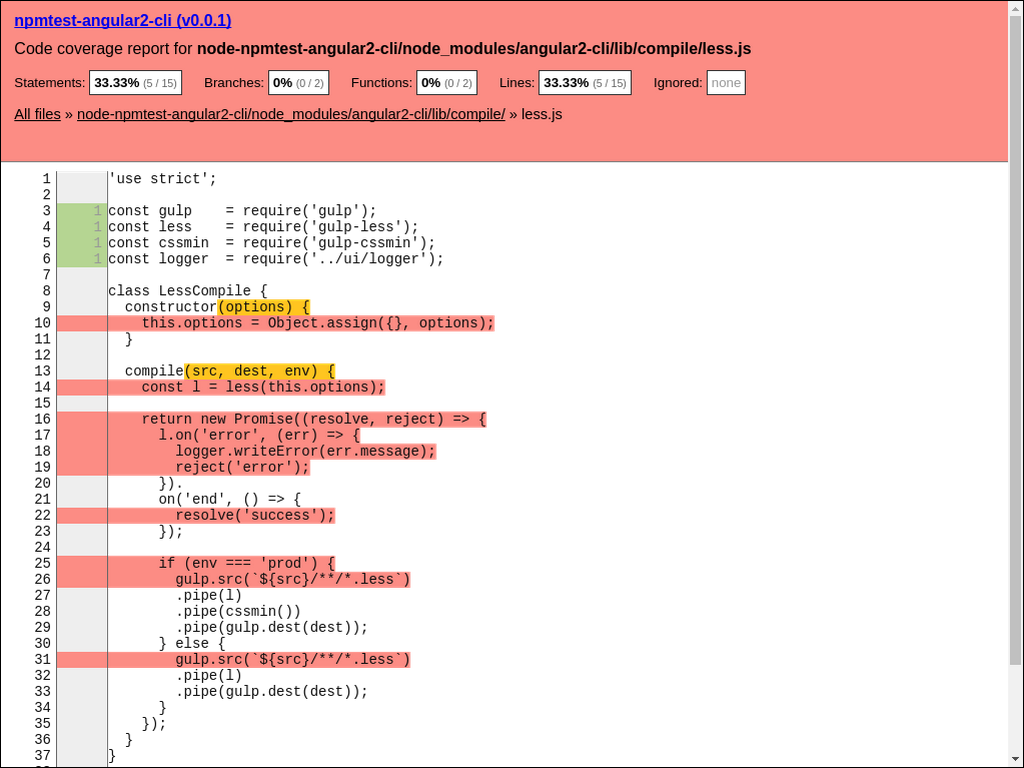 npmtest-angular2-cli (v0.0.1)
Code coverage report for node-npmtest-angular2-cli/node_modules/angular2-cli/lib/compile/less.js
Statements: 33.33% (5 / 15) Branches: 0% (0 / 2) Functions: 0% (0 / 2) Lines: 33.33% (5 / 15) Ignored: none
All files » node-npmtest-angular2-cli/node_modules/angular2-cli/lib/compile/ » less.js
1 'use strict';
2
3 1 const gulp    = require('gulp');
4 1 const less    = require('gulp-less');
5 1 const cssmin  = require('gulp-cssmin');
6 1 const logger  = require('../ui/logger');
7
8 class LessCompile {
9   constructor(options) {
10     this.options = Object.assign({}, options);
11   }
12
13   compile(src, dest, env) {
14     const l = less(this.options);
15
16     return new Promise((resolve, reject) => {
17       l.on('error', (err) => {
18         logger.writeError(err.message);
19         reject('error');
20       }).
21       on('end', () => {
22         resolve('success');
23       });
24
25       if (env === 'prod') {
26         gulp.src(`${src}/**/*.less`)
27         .pipe(l)
28         .pipe(cssmin())
29         .pipe(gulp.dest(dest));
30       } else {
31         gulp.src(`${src}/**/*.less`)
32         .pipe(l)
33         .pipe(gulp.dest(dest));
34       }
35     });
36   }
37 }